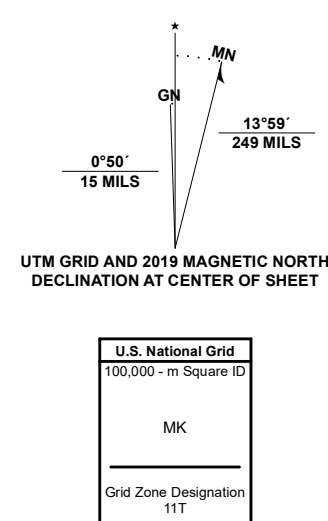 ★
MN
GN
13°59´
249 MILS
0°50´
15 MILS
UTM GRID AND 2019 MAGNETIC NORTH
DECLINATION AT CENTER OF SHEET
U.S. National Grid
100,000 - m Square ID
MK
Grid Zone Designation
11T